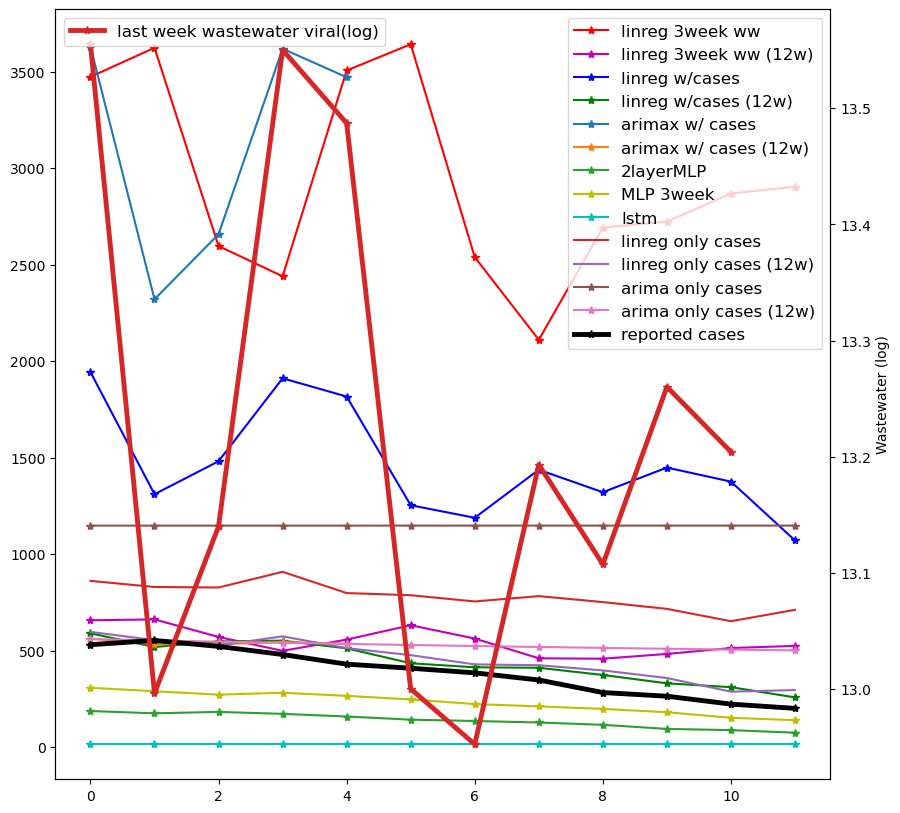 last week wastewater viral(log)
linreg 3week ww
linreg 3week ww (12w)
linreg w/cases
linreg w/cases (12w)
arimax w/ cases
arimax w/ cases (12w)
2layerMLP
MLP 3week
lstm
linreg only cases
linreg only cases (12w)
arima only cases
arima only cases (12w)
reported cases
3500
3000
2500
2000
1500
1000
500
0
0
2
4
6
8
10
13.5
13.4
13.3
13.2
13.1
13.0
Wastewater (log)